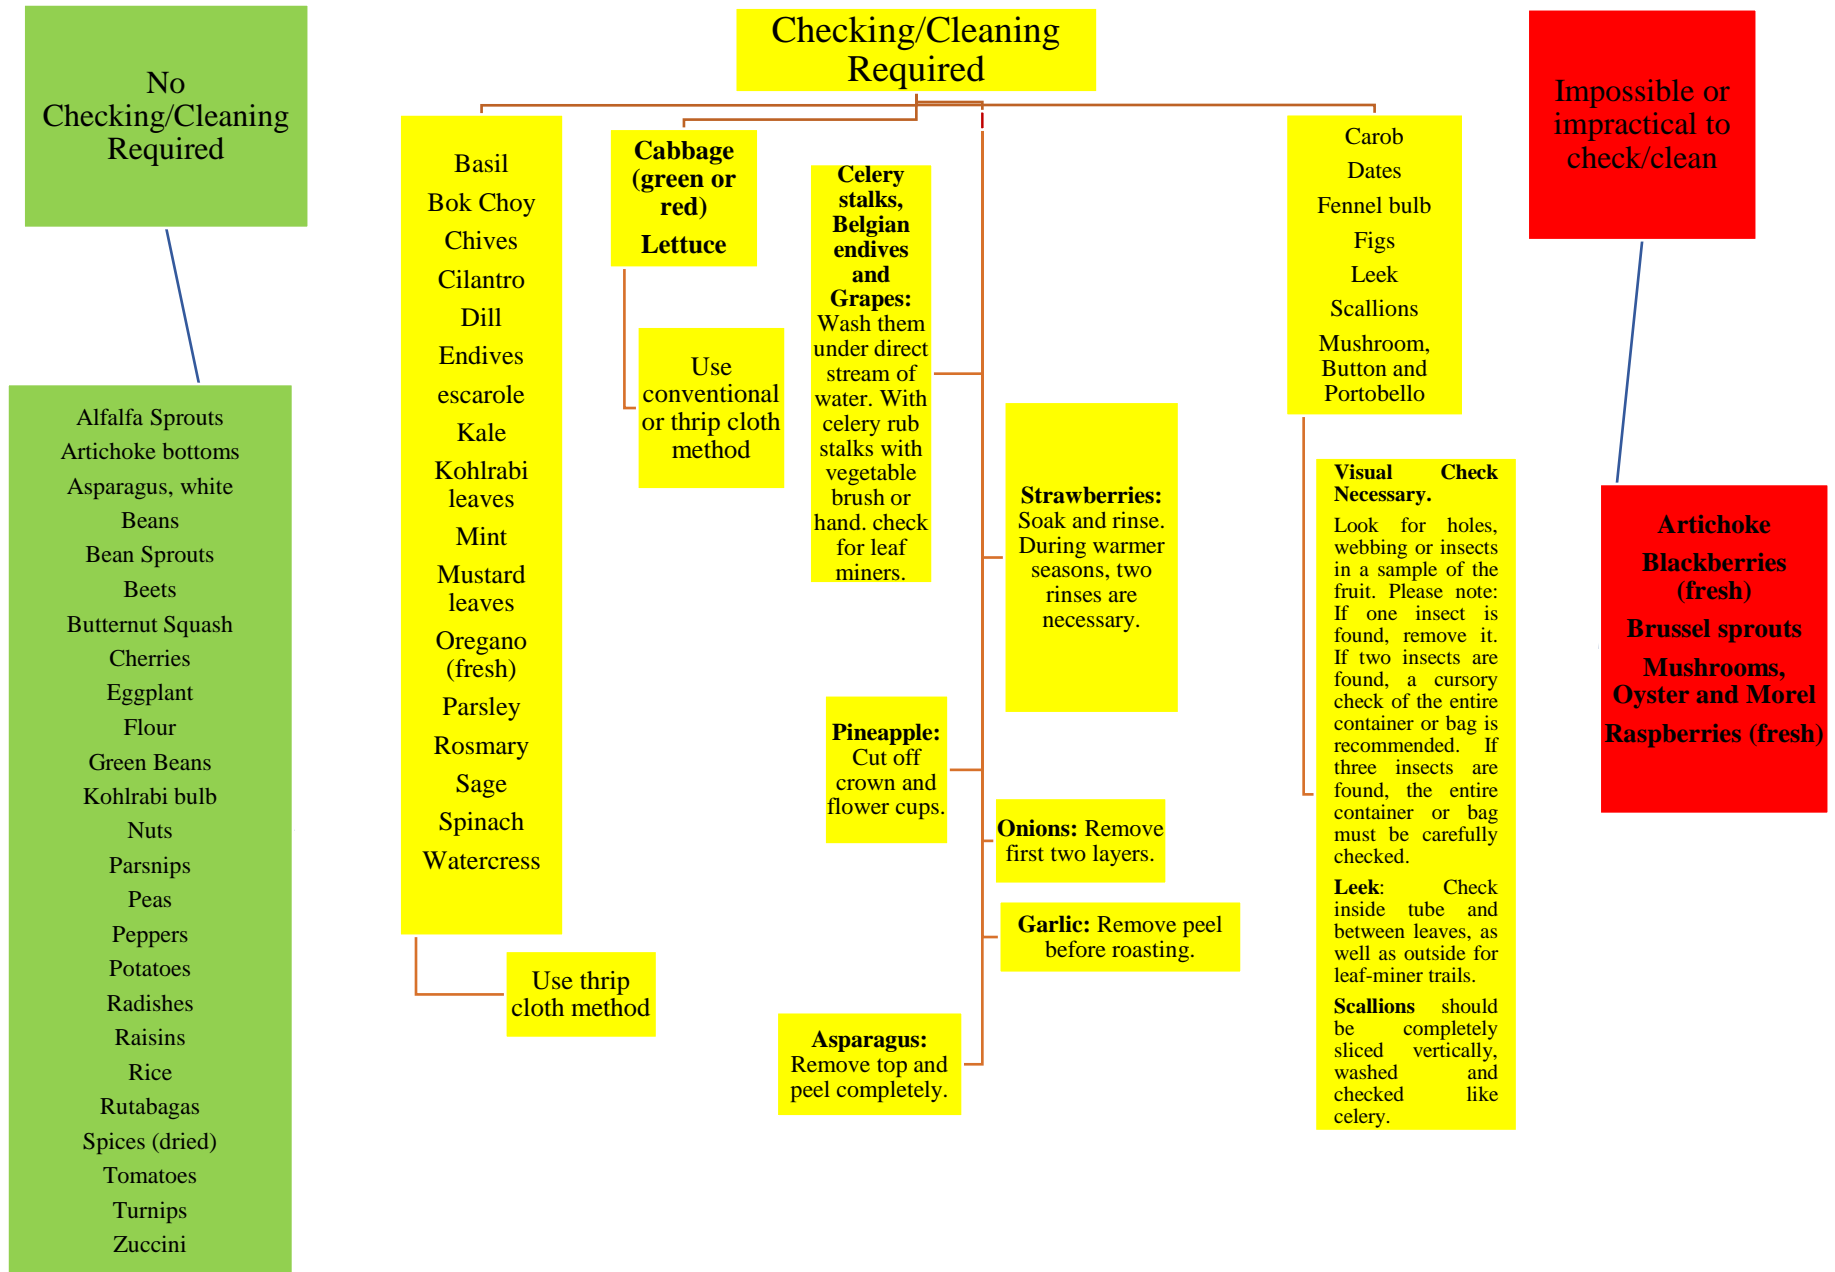 No
Checking/Cleaning
Required
Alfalfa Sprouts
Artichoke bottoms
Asparagus, white
Beans
Bean Sprouts
Beets
Butternut Squash
Cherries
Eggplant
Flour
Green Beans
Kohlrabi bulb
Nuts
Parsnips
Peas
Peppers
Potatoes
Radishes
Raisins
Rice
Rutabagas
Spices (dried)
Tomatoes
Turnips
Zuccini
Checking/Cleaning
Required
Basil
Bok Choy
Chives
Cilantro
Dill
Endives
escarole
Kale
Kohlrabi
leaves
Mint
Mustard
leaves
Oregano
(fresh)
Parsley
Rosmary
Sage
Spinach
Watercress
Use thrip
cloth method
Cabbage
(green or
red)
Lettuce
Use
conventional
or thrip cloth
method
Celery
stalks,
Belgian
endives
and
Grapes:
Wash them
under direct
stream of
water. With
celery rub
stalks with
vegetable
brush or
hand. check
for leaf
miners.
Strawberries:
Soak and rinse.
During warmer
seasons, two
rinses are
necessary.
Pineapple:
Cut off
crown and
flower cups.
Onions: Remove
first two layers.
Garlic: Remove peel
before roasting.
Asparagus:
Remove top and
peel completely.
Carob
Dates
Fennel bulb
Figs
Leek
Scallions
Mushroom,
Button and
Portobello
Visual Check
Necessary.
Look for holes,
webbing or insects
in a sample of the
fruit. Please note:
If one insect is
found, remove it.
If two insects are
found, a cursory
check of the entire
container or bag is
recommended. If
three insects are
found, the entire
container or bag
must be carefully
checked.
Leek: Check
inside tube and
between leaves, as
well as outside for
leaf-miner trails.
Scallions should
be completely
sliced vertically,
washed and
checked like
celery.
Impossible or
impractical to
check/clean
Artichoke
Blackberries
(fresh)
Brussel sprouts
Mushrooms,
Oyster and Morel
Raspberries (fresh)